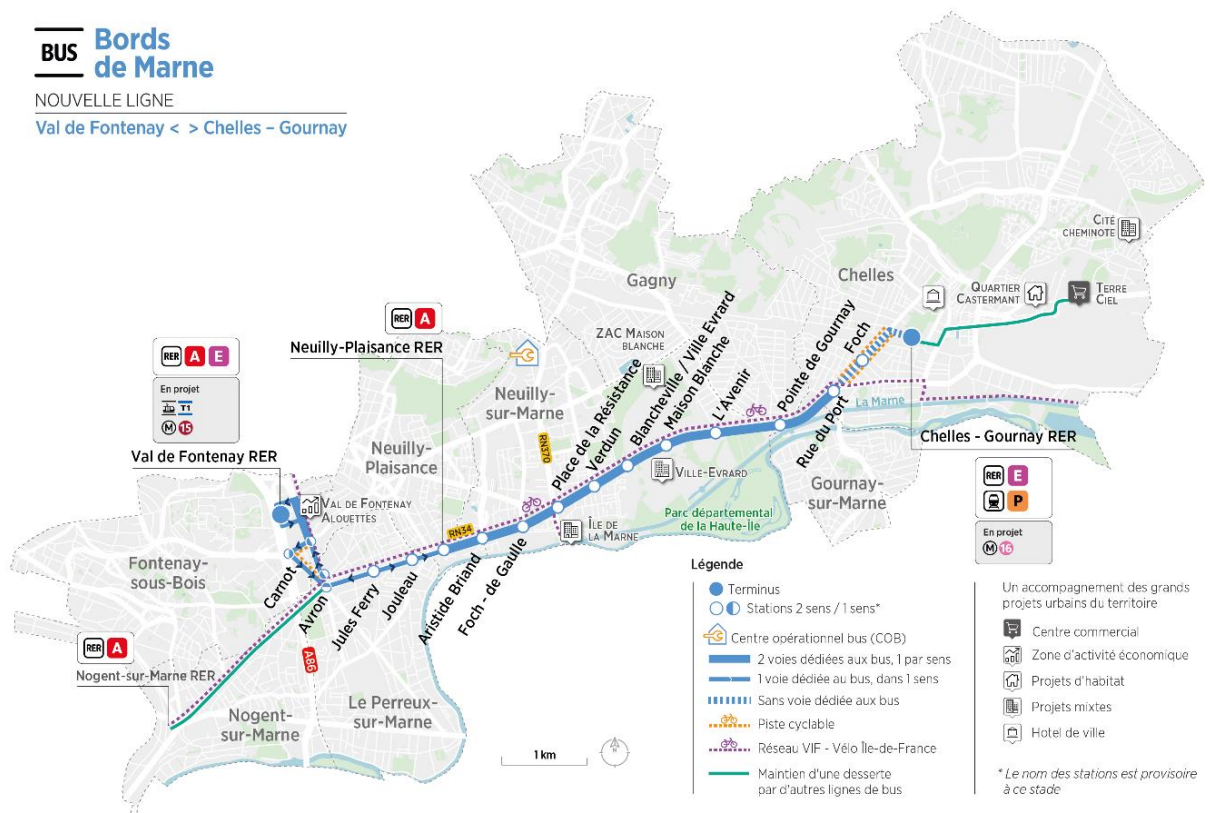 BUS
Bords
de Marne
NOUVELLE LIGNE
Val de Fontenay < > Chelles – Gournay
CITÉ
CHEMINOTE
Gagny
Chelles
QUARTIER
CASTERMANT
TERRE
CIEL
RER A
Neuilly-Plaisance RER
ZAC MAISON
BLANCHE
RER A E
En projet
T1
M 15
Val de Fontenay RER
Neuilly-
sur-Marne
Neuilly-
Plaisance
RN370
Place de la Résistance
Verdun
Blancheville / Ville Evrard
Maison Blanche
L'Avenir
Pointe de Gournay
Rue du Port
Foch
La Marne
Chelles - Gournay RER
RER E
P
En projet
M 16
VILLE-EVRARD
Gournay-
sur-Marne
Parc départemental
de la Haute-Île
ÎLE DE
LA MARNE
VAL DE FONTENAY
ALOUETTES
RN34
Fontenay-
sous-Bois
Carnot
Avron
Jules Ferry
Jouleau
Aristide Briand
Foch - de Gaulle
RER A
Nogent-sur-Marne RER
A86
Nogent-
sur-Marne
Le Perreux-
sur-Marne
1 km
N
Légende
Terminus
Stations 2 sens / 1 sens*
Centre opérationnel bus (COB)
2 voies dédiées aux bus, 1 par sens
1 voie dédiée au bus, dans 1 sens
Sans voie dédiée aux bus
Piste cyclable
Réseau VIF - Vélo Île-de-France
Maintien d'une desserte
par d'autres lignes de bus
Un accompagnement des grands
projets urbains du territoire
Centre commercial
Zone d'activité économique
Projets d'habitat
Projets mixtes
Hotel de ville
* Le nom des stations est provisoire
à ce stade